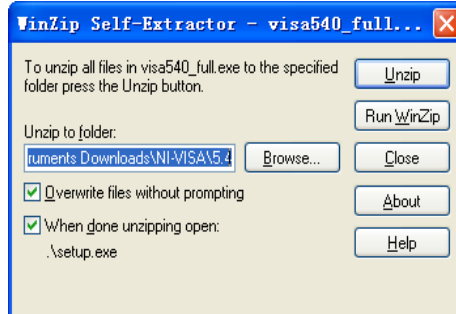 WinZip Self-Extractor - visa540_full...
To unzip all files in visa540_full.exe to the specified
folder press the Unzip button.
Unzip to folder:
ruments Downloads\NI-VISA\5.4
Browse...
Overwrite files without prompting
When done unzipping open:
.\setup.exe
Unzip
Run WinZip
Close
About
Help